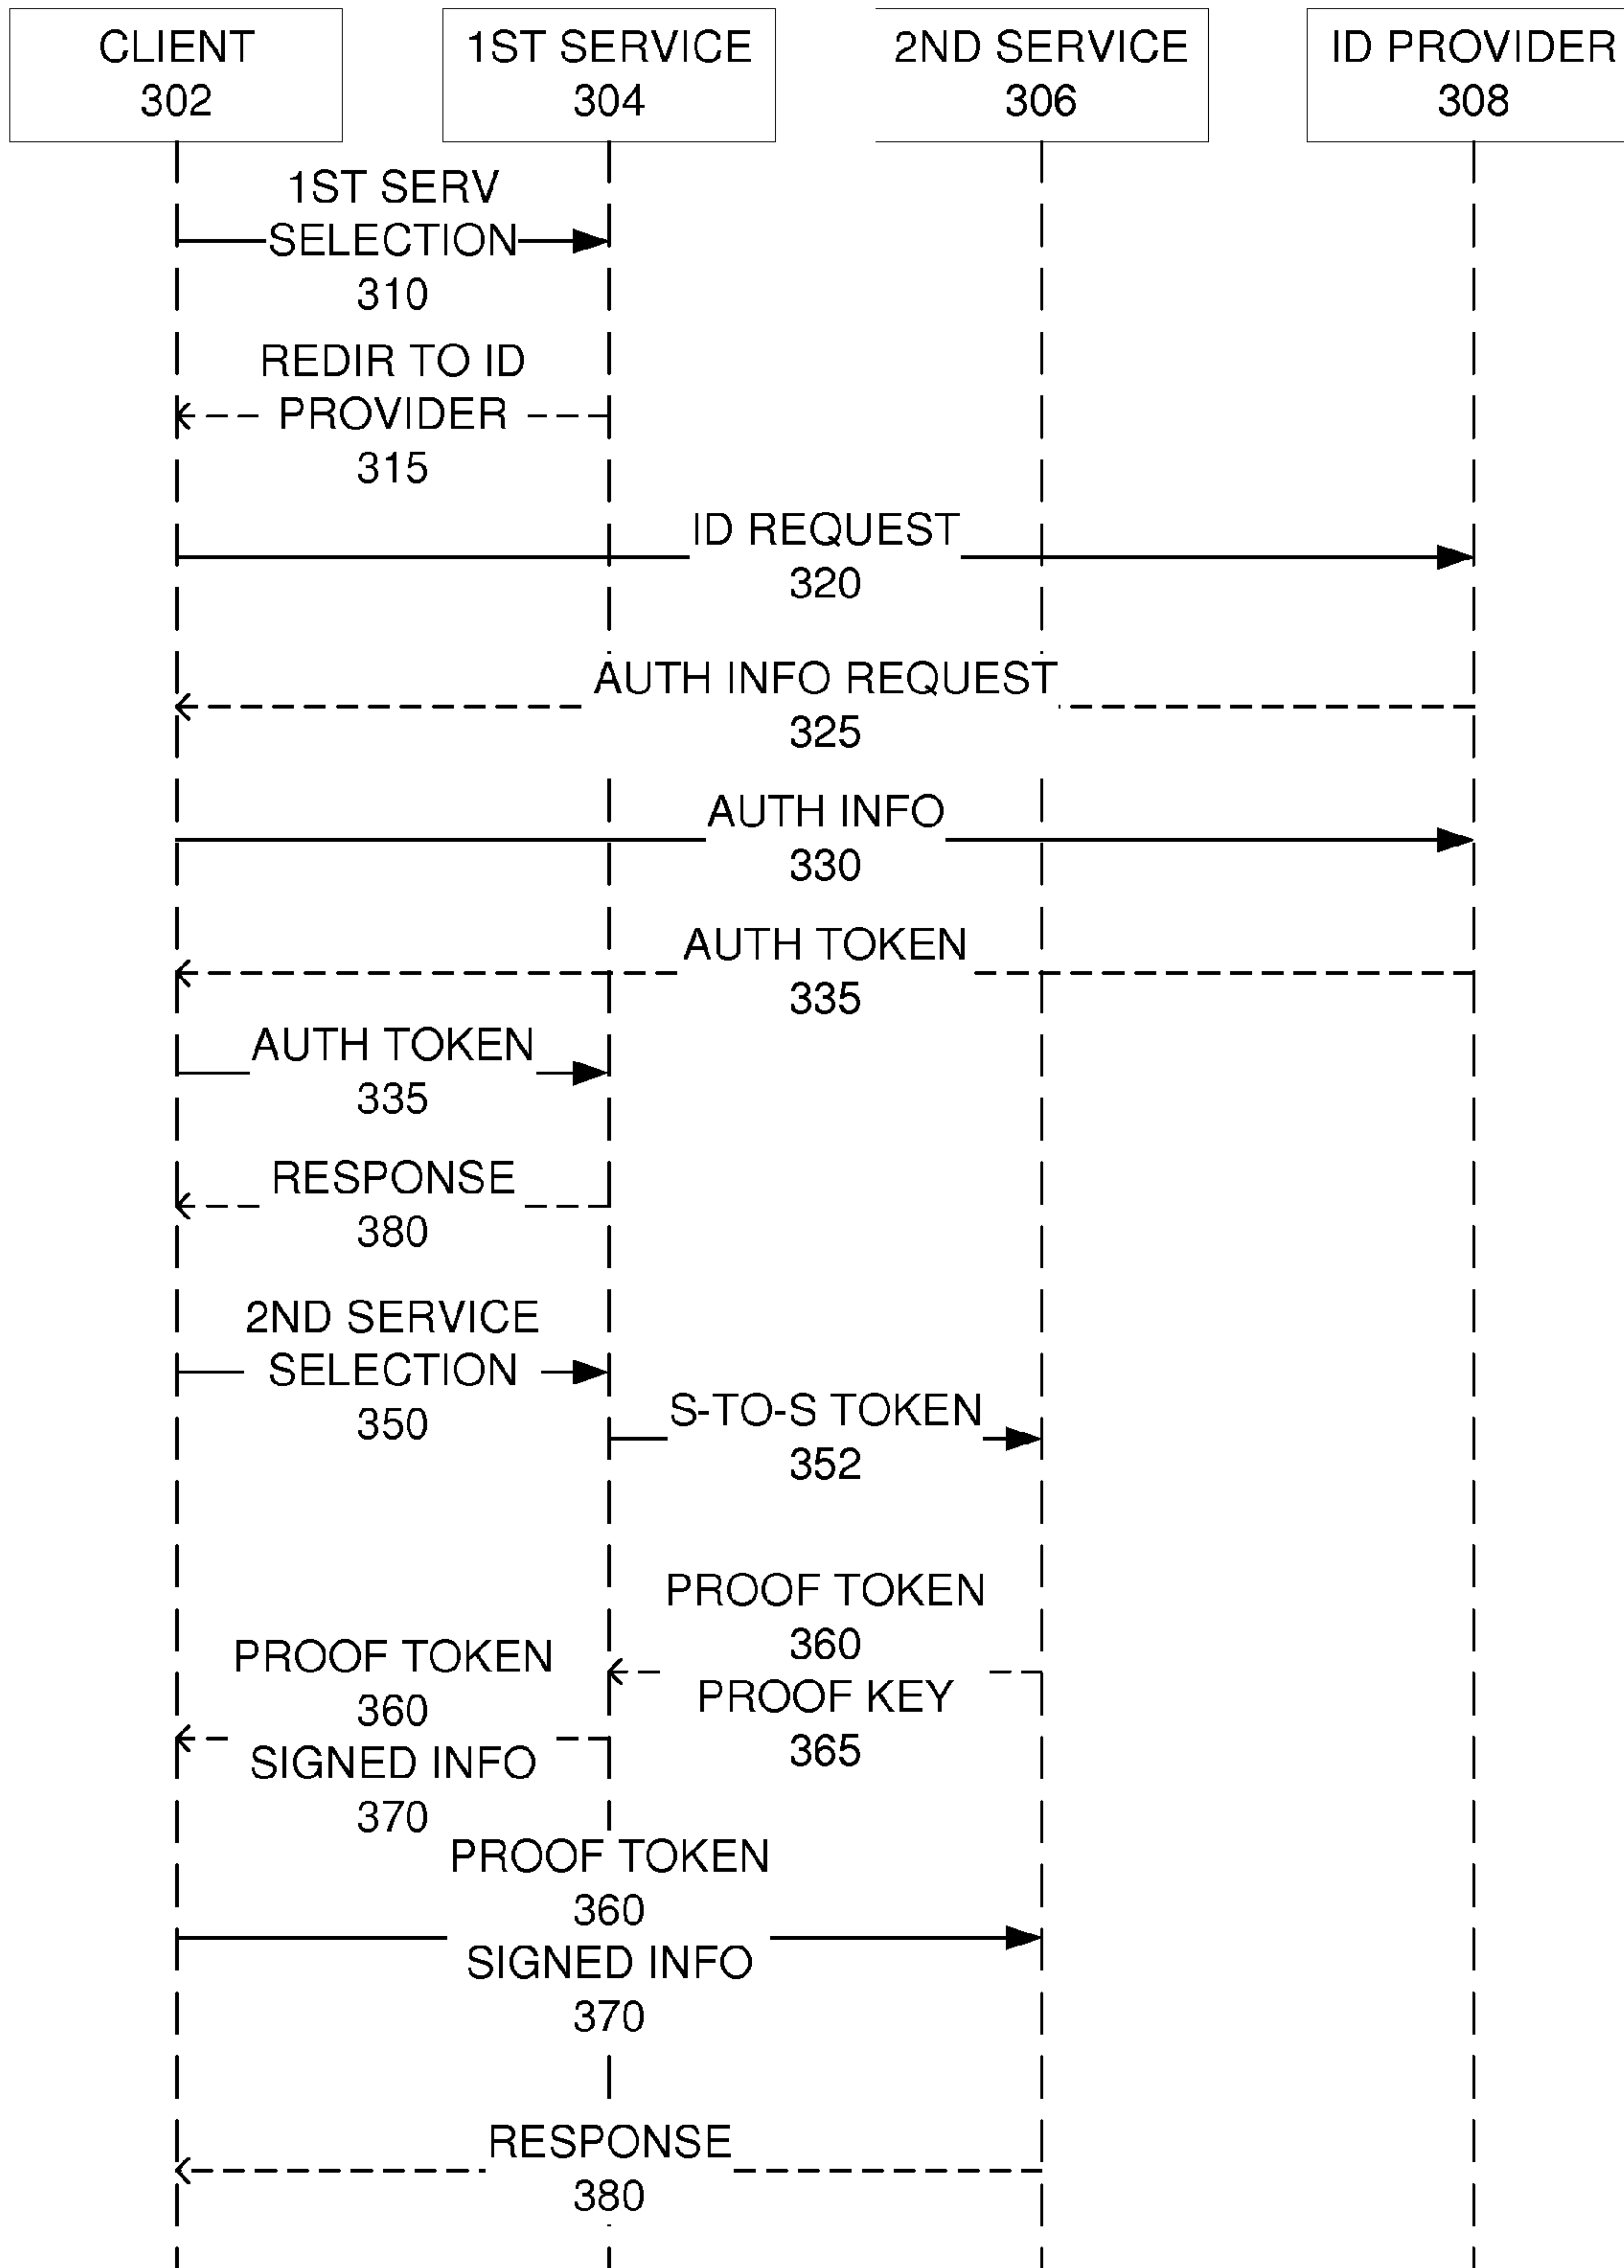 CLIENT
302
1ST SERVICE
304
2ND SERVICE
306
ID PROVIDER
308
1ST SERV
SELECTION
310
REDIR TO ID
PROVIDER
315
ID REQUEST
320
AUTH INFO REQUEST
325
AUTH INFO
330
AUTH TOKEN
335
AUTH TOKEN
335
RESPONSE
380
2ND SERVICE
SELECTION
350
S-TO-S TOKEN
352
PROOF TOKEN
360
PROOF KEY
365
PROOF TOKEN
360
SIGNED INFO
370
PROOF TOKEN
360
SIGNED INFO
370
RESPONSE
380